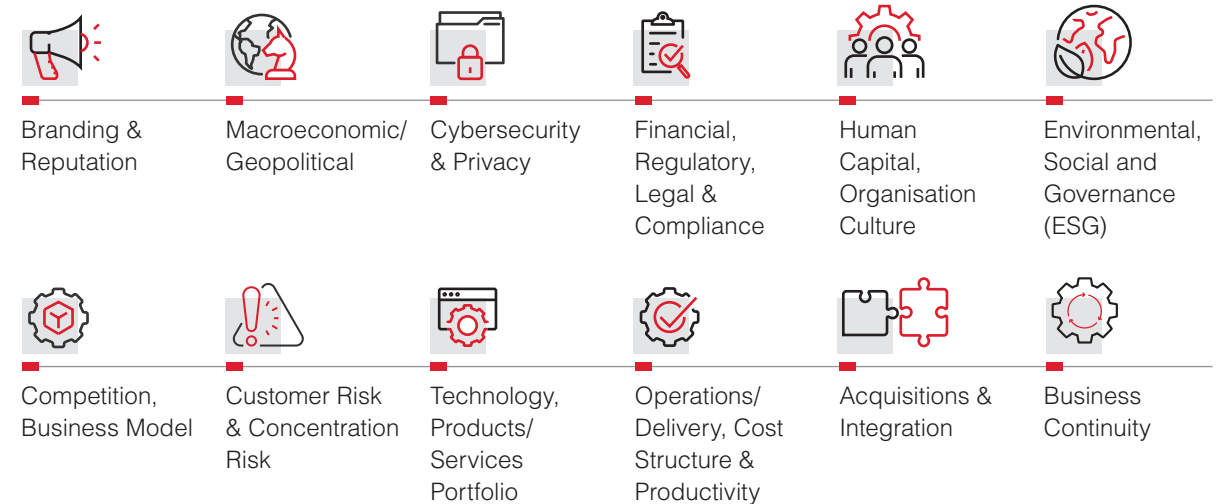 Branding &
Reputation
Macroeconomic/
Geopolitical
Cybersecurity
& Privacy
Financial,
Regulatory,
Legal &
Compliance
Human
Capital,
Organisation
Culture
Environmental,
Social and
Governance
(ESG)
Competition,
Business Model
Customer Risk
& Concentration
Risk
Technology,
Products/
Services
Portfolio
Operations/
Delivery, Cost
Structure &
Productivity
Acquisitions &
Integration
Business
Continuity